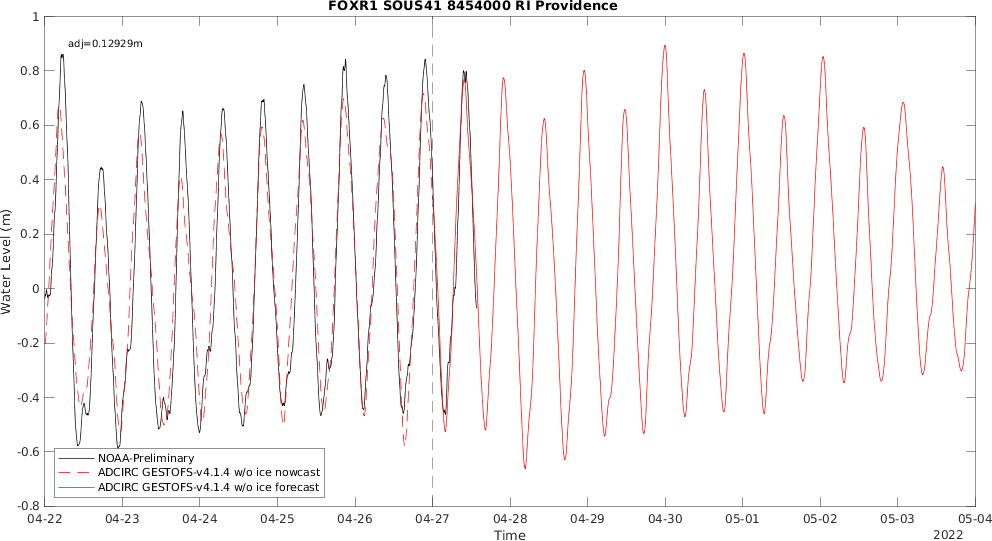 FOXR1 SOUS41 8454000 RI Providence
adj=0.12929m
1
0.8
0.6
0.4
0.2
0
-0.2
-0.4
-0.6
-0.8
Water Level (m)
NOAA-Preliminary
ADCIRC GESTOFS-v4.1.4 w/o ice nowcast
ADCIRC GESTOFS-v4.1.4 w/o ice forecast
04-22 04-23 04-24 04-25 04-26 04-27 04-28 04-29 04-30 05-01 05-02 05-03 05-04
Time
2022